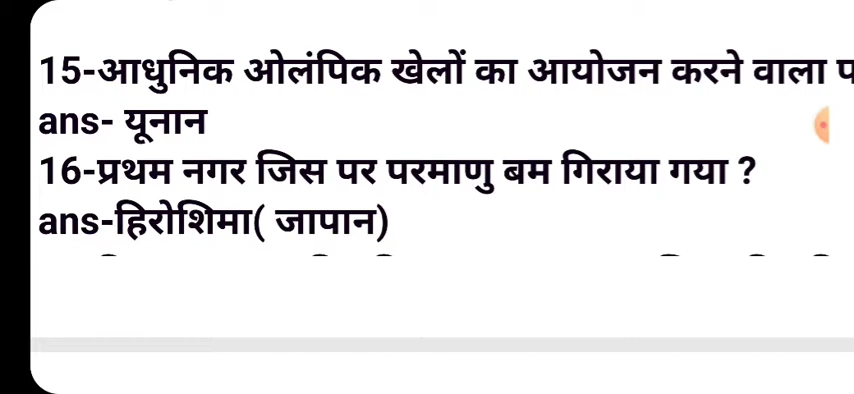 15-आधुनिक ओलंपिक खेलों का आयोजन करने वाला
ans- यूनान
16-प्रथम नगर जिस पर परमाणु बम गिराया गया ?
ans-हिरोशिमा( जापान)